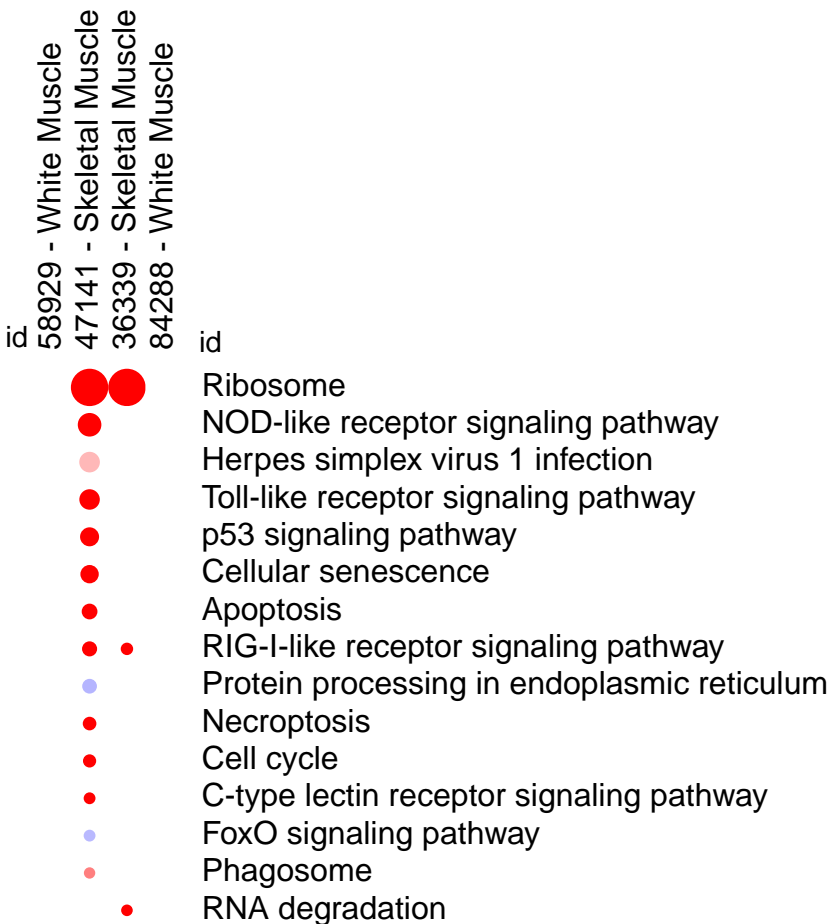 id
58929 - White Muscle
47141 - Skeletal Muscle
36339 - Skeletal Muscle
84288 - White Muscle
id
Ribosome
NOD-like receptor signaling pathway
Herpes simplex virus 1 infection
Toll-like receptor signaling pathway
p53 signaling pathway
Cellular senescence
Apoptosis
RIG-I-like receptor signaling pathway
Protein processing in endoplasmic reticulum
Necroptosis
Cell cycle
C-type lectin receptor signaling pathway
FoxO signaling pathway
Phagosome
RNA degradation